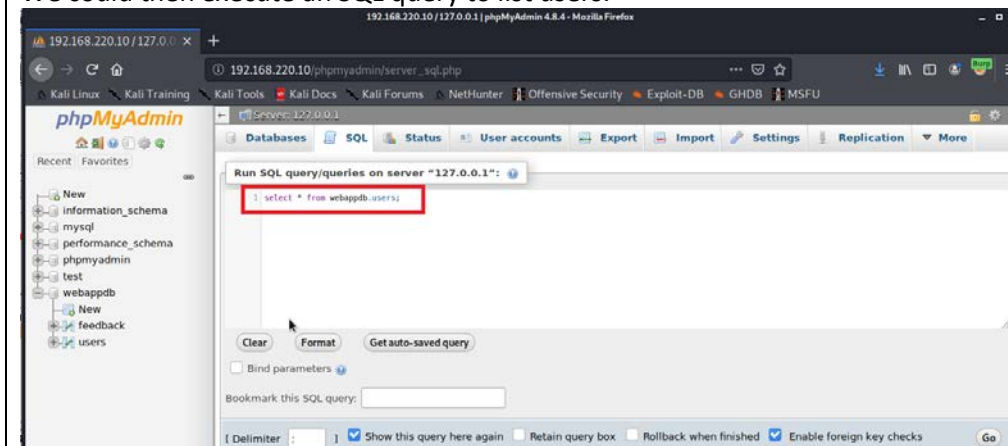 We could then execute an SQL query to list users:
192.168.220.10 / 127.0.0.1 | phpMyAdmin 4.8.4 - Mozilla Firefox
192.168.220.10 / 127.0.0
192.168.220.10/phpmyadmin/server_sql.php
Kali Linux Kali Training Kali Tools Kali Docs Kali Forums NetHunter Offensive Security Exploit-DB GHDB MSFU
phpMyAdmin
Recent Favorites
New
information_schema
mysql
performance_schema
phpmyadmin
test
webappdb
New
feedback
users
Server: 127.0.0.1
Databases SQL Status User accounts Export Import Settings Replication More
Run SQL query/queries on server “127.0.0.1”:
1 select * from webappdb.users;
Clear Format Get auto-saved query
Bind parameters
Bookmark this SQL query:
[ Delimiter ; ] Show this query here again Retain query box Rollback when finished Enable foreign key checks Go